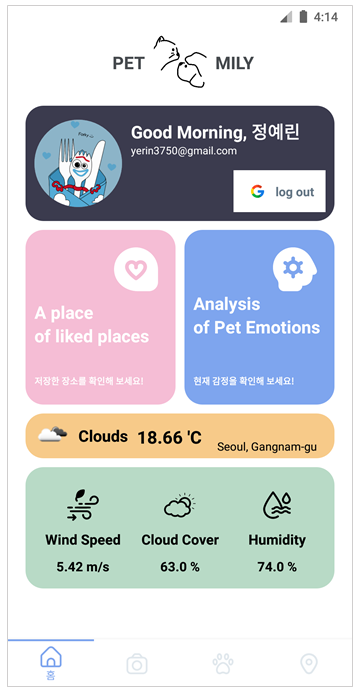 4:14
PET MILY
Good Morning, 정예린
yerin3750@gmail.com
Forky
log out
A place
of liked places
저장한 장소를 확인해 보세요!
Analysis
of Pet Emotions
현재 감정을 확인해 보세요!
Clouds 18.66 'C
Seoul, Gangnam-gu
Wind Speed Cloud Cover Humidity
5.42 m/s 63.0 % 74.0 %
홈